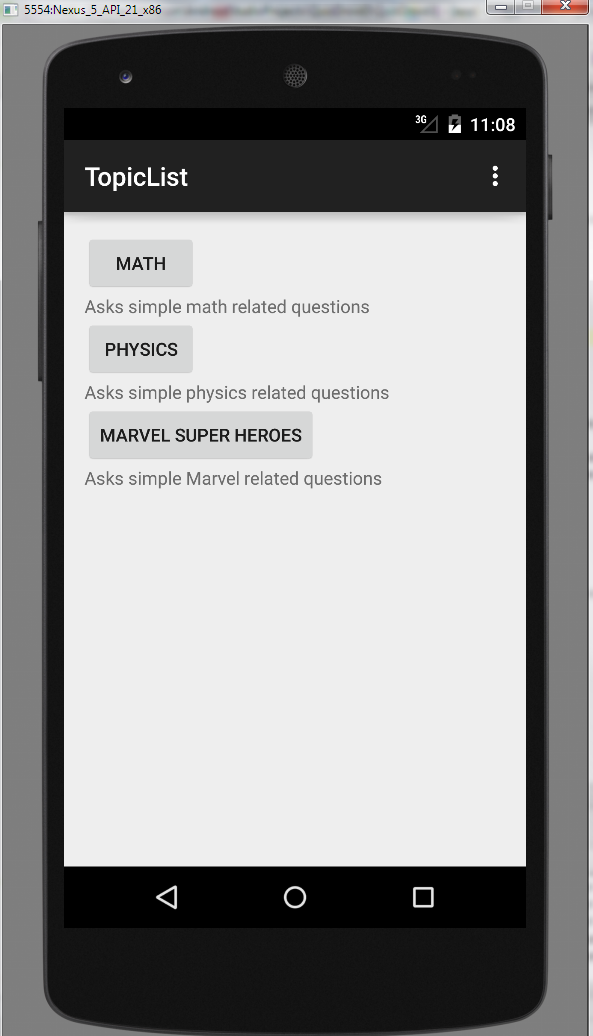 5554:Nexus_5_API_21_x86
3G 11:08
TopicList
MATH
Asks simple math related questions
PHYSICS
Asks simple physics related questions
MARVEL SUPER HEROES
Asks simple Marvel related questions